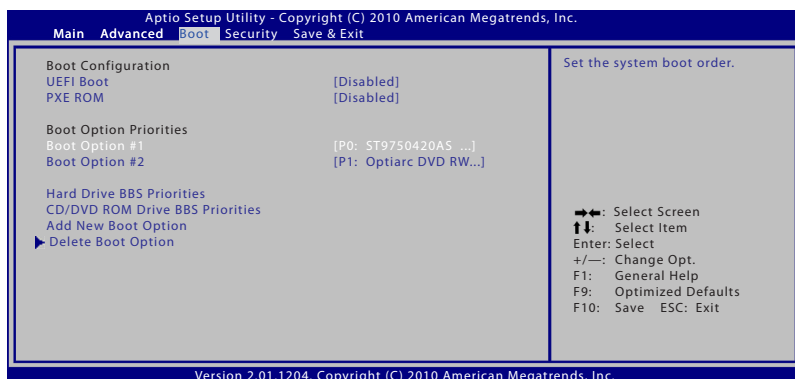 Aptio Setup Utility - Copyright (C) 2010 American Megatrends, Inc.
Main Advanced Boot Security Save & Exit
Boot Configuration
UEFI Boot [Disabled]
PXE ROM [Disabled]
Boot Option Priorities
Boot Option #1 [P0: ST9750420AS ...]
Boot Option #2 [P1: Optiarc DVD RW...]
Hard Drive BBS Priorities
CD/DVD ROM Drive BBS Priorities
Add New Boot Option
Delete Boot Option
Set the system boot order.
→←: Select Screen
↑↓: Select Item
Enter: Select
+/—: Change Opt.
F1: General Help
F9: Optimized Defaults
F10: Save ESC: Exit
Version 2.01.1204. Copyright (C) 2010 American Megatrends, Inc.